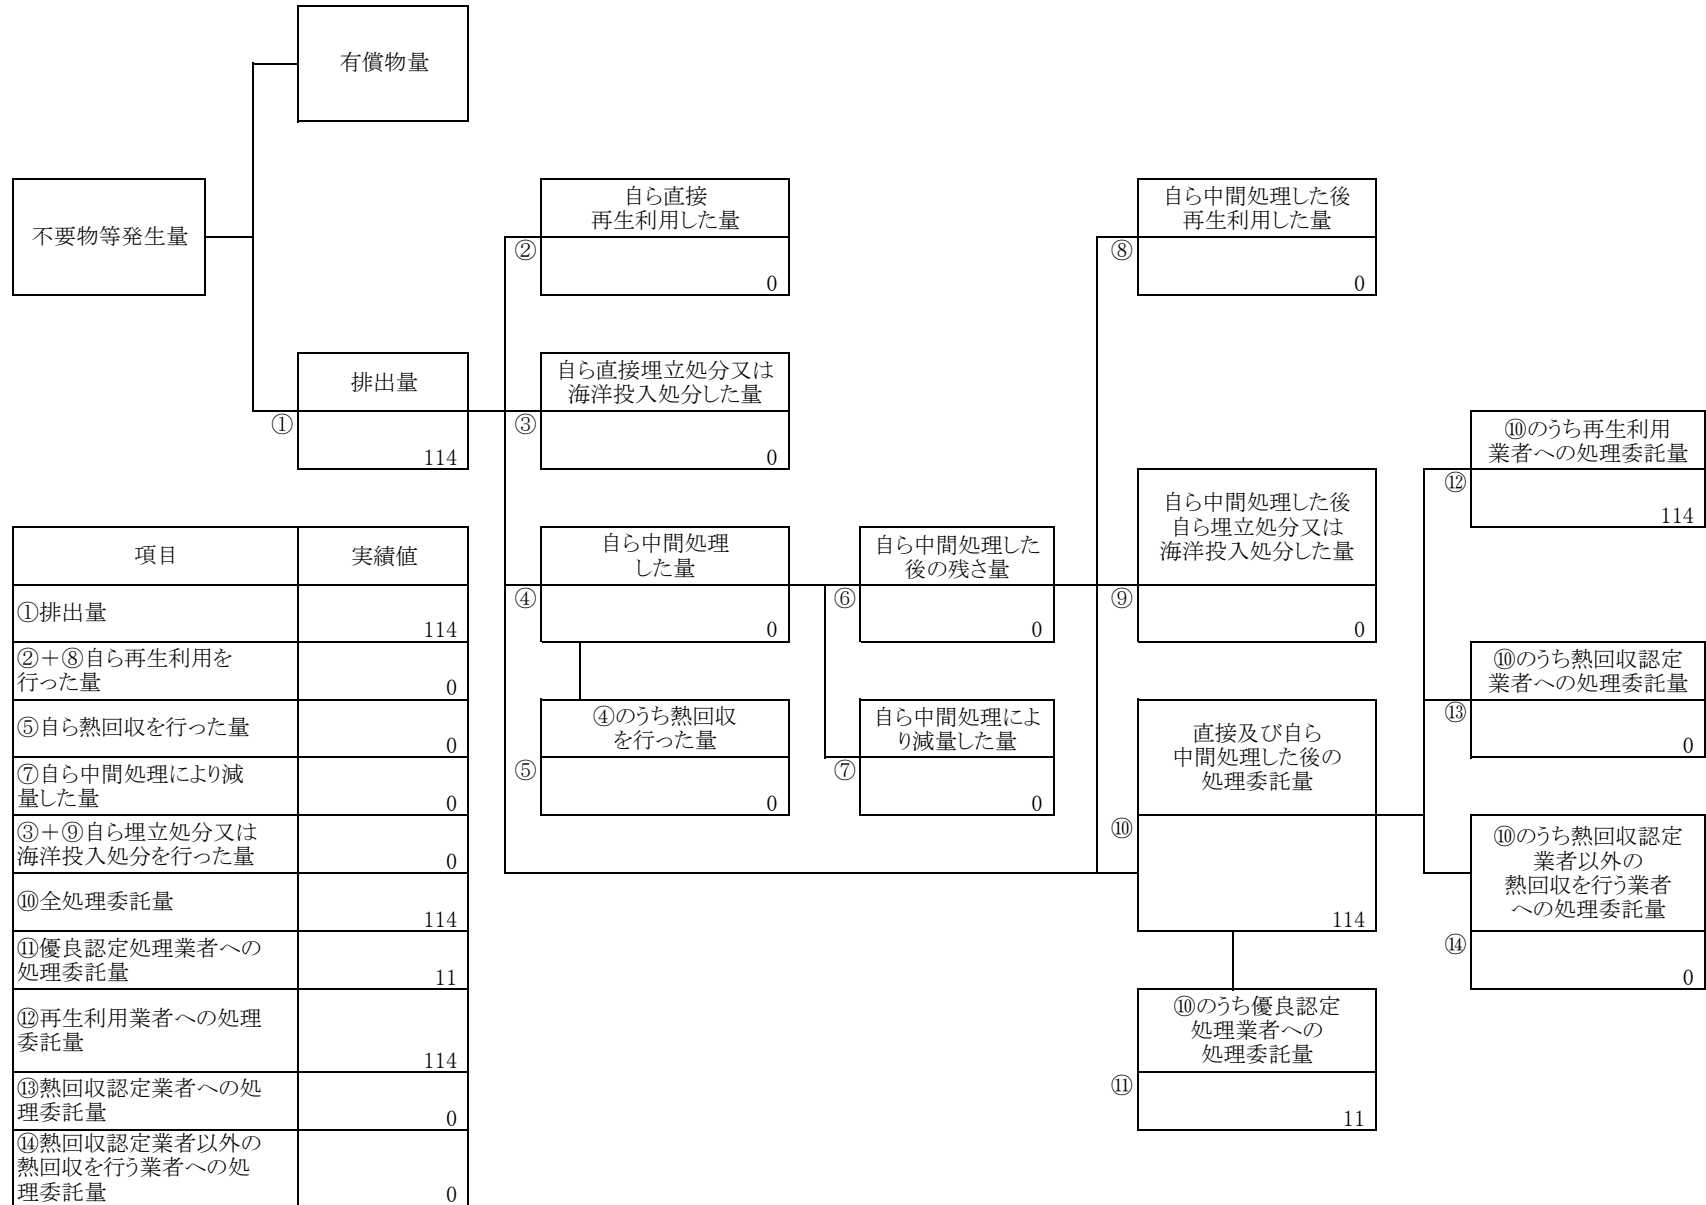 有償物量
不要物等発生量
自ら直接
再生利用した量
②
0
自ら中間処理した後
再生利用した量
⑧
0
排出量
①
114
自ら直接埋立処分又は
海洋投入処分した量
③
0
⑩のうち再生利用
業者への処理委託量
⑫
114
自ら中間処理した後
自ら埋立処分又は
海洋投入処分した量
⑨
0
自ら中間処理
した量
④
0
自ら中間処理した
後の残さ量
⑥
0
⑩のうち熱回収認定
業者への処理委託量
⑬
0
④のうち熱回収
を行った量
⑤
0
自ら中間処理によ
り減量した量
⑦
0
直接及び自ら
中間処理した後の
処理委託量
⑩
114
⑩のうち熱回収認定
業者以外の
熱回収を行う業者
への処理委託量
⑭
0
⑩のうち優良認定
処理業者への
処理委託量
⑪
11
項目 実績値
①排出量
114
②+⑧自ら再生利用を
行った量
0
⑤自ら熱回収を行った量
0
⑦自ら中間処理により減
量した量
0
③+⑨自ら埋立処分又は
海洋投入処分を行った量
0
⑩全処理委託量
114
⑪優良認定処理業者への
処理委託量
11
⑫再生利用業者への処理
委託量
114
⑬熱回収認定業者への処
理委託量
0
⑭熱回収認定業者以外の
熱回収を行う業者への処
理委託量
0